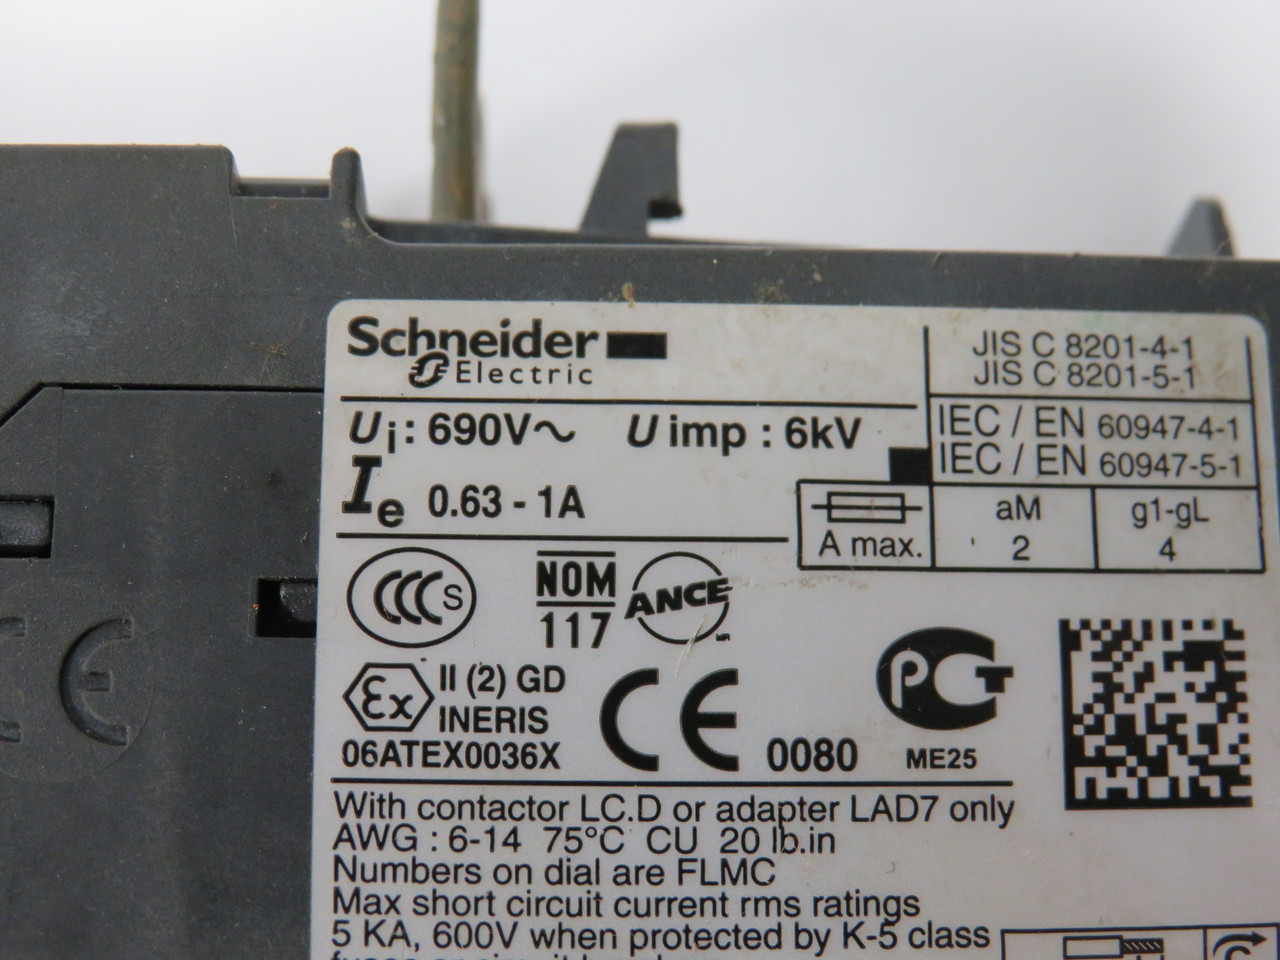 Schneider
Electric
JIS C 8201-4-1
JIS C 8201-5-1
Ui: 690V~ U imp : 6kV
IEC / EN 60947-4-1
IEC / EN 60947-5-1
Ie 0.63 - 1A
aM g1-gL
A max. 2 4
CCC S
NOM
117
ANCE
Ex II (2) GD
INERIS
06ATEX0036X
CE 0080
PCT
ME25
CE
With contactor LC.D or adapter LAD7 only
AWG : 6-14 75°C CU 20 lb.in
Numbers on dial are FLMC
Max short circuit current rms ratings
5 KA, 600V when protected by K-5 class